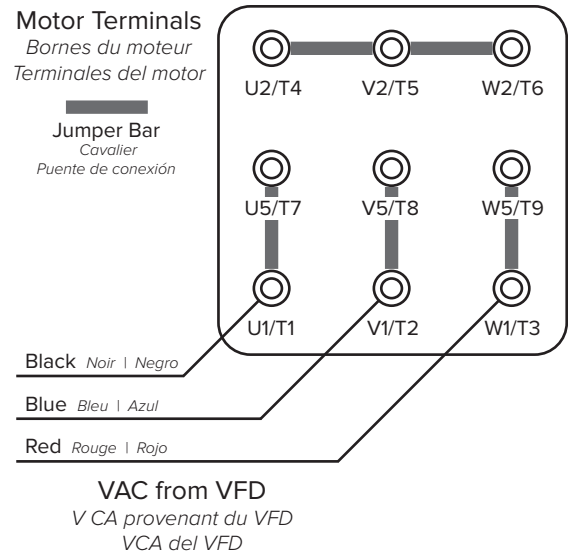 Motor Terminals
Bornes du moteur
Terminales del motor
Jumper Bar
Cavalier
Puente de conexión
U2/T4 V2/T5 W2/T6
U5/T7 V5/T8 W5/T9
U1/T1 V1/T2 W1/T3
Black Noir | Negro
Blue Bleu | Azul
Red Rouge | Rojo
VAC from VFD
V CA provenant du VFD
VCA del VFD